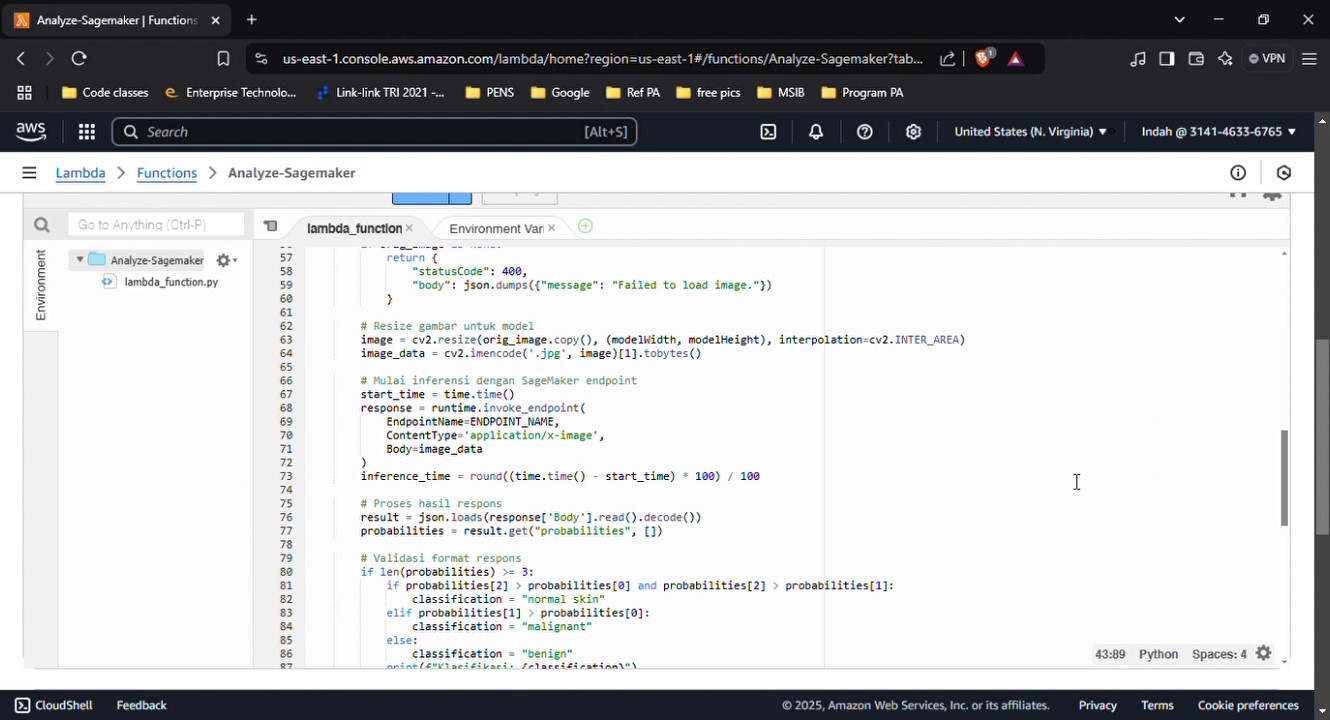 Analyze-Sagemaker | Functions
us-east-1.console.aws.amazon.com/lambda/home?region=us-east-1#/functions/Analyze-Sagemaker?tab...
1
VPN
Code classes
Enterprise Technolo...
Link-link TRI 2021 -...
PENS
Google
Ref PA
free pics
MSIB
Program PA
aws
Search
[Alt+S]
United States (N. Virginia)
Indah @ 3141-4633-6765
Lambda
Functions
Analyze-Sagemaker
Go to Anything (Ctrl-P)
lambda_function
Environment Vari
Environment
Analyze-Sagemaker
lambda_function.py
57 return {
58 "statusCode": 400,
59 "body": json.dumps({"message": "Failed to load image."})
60 }
61
62 # Resize gambar untuk model
63 image = cv2.resize(orig_image.copy(), (modelWidth, modelHeight), interpolation=cv2.INTER_AREA)
64 image_data = cv2.imencode('.jpg', image)[1].tobytes()
65
66 # Mulai inferensi dengan SageMaker endpoint
67 start_time = time.time()
68 response = runtime.invoke_endpoint(
69 EndpointName=ENDPOINT_NAME,
70 ContentType='application/x-image',
71 Body=image_data
72 )
73 inference_time = round((time.time() - start_time) * 100) / 100
74
75 # Proses hasil respons
76 result = json.loads(response['Body'].read().decode())
77 probabilities = result.get("probabilities", [])
78
79 # Validasi format respons
80 if len(probabilities) >= 3:
81 if probabilities[2] > probabilities[0] and probabilities[2] > probabilities[1]:
82 classification = "normal skin"
83 elif probabilities[1] > probabilities[0]:
84 classification = "malignant"
85 else:
86 classification = "benign"
87 print(f"Klasifikasi: {classification}")
43:89 Python Spaces: 4
CloudShell
Feedback
© 2025, Amazon Web Services, Inc. or its affiliates.
Privacy
Terms
Cookie preferences